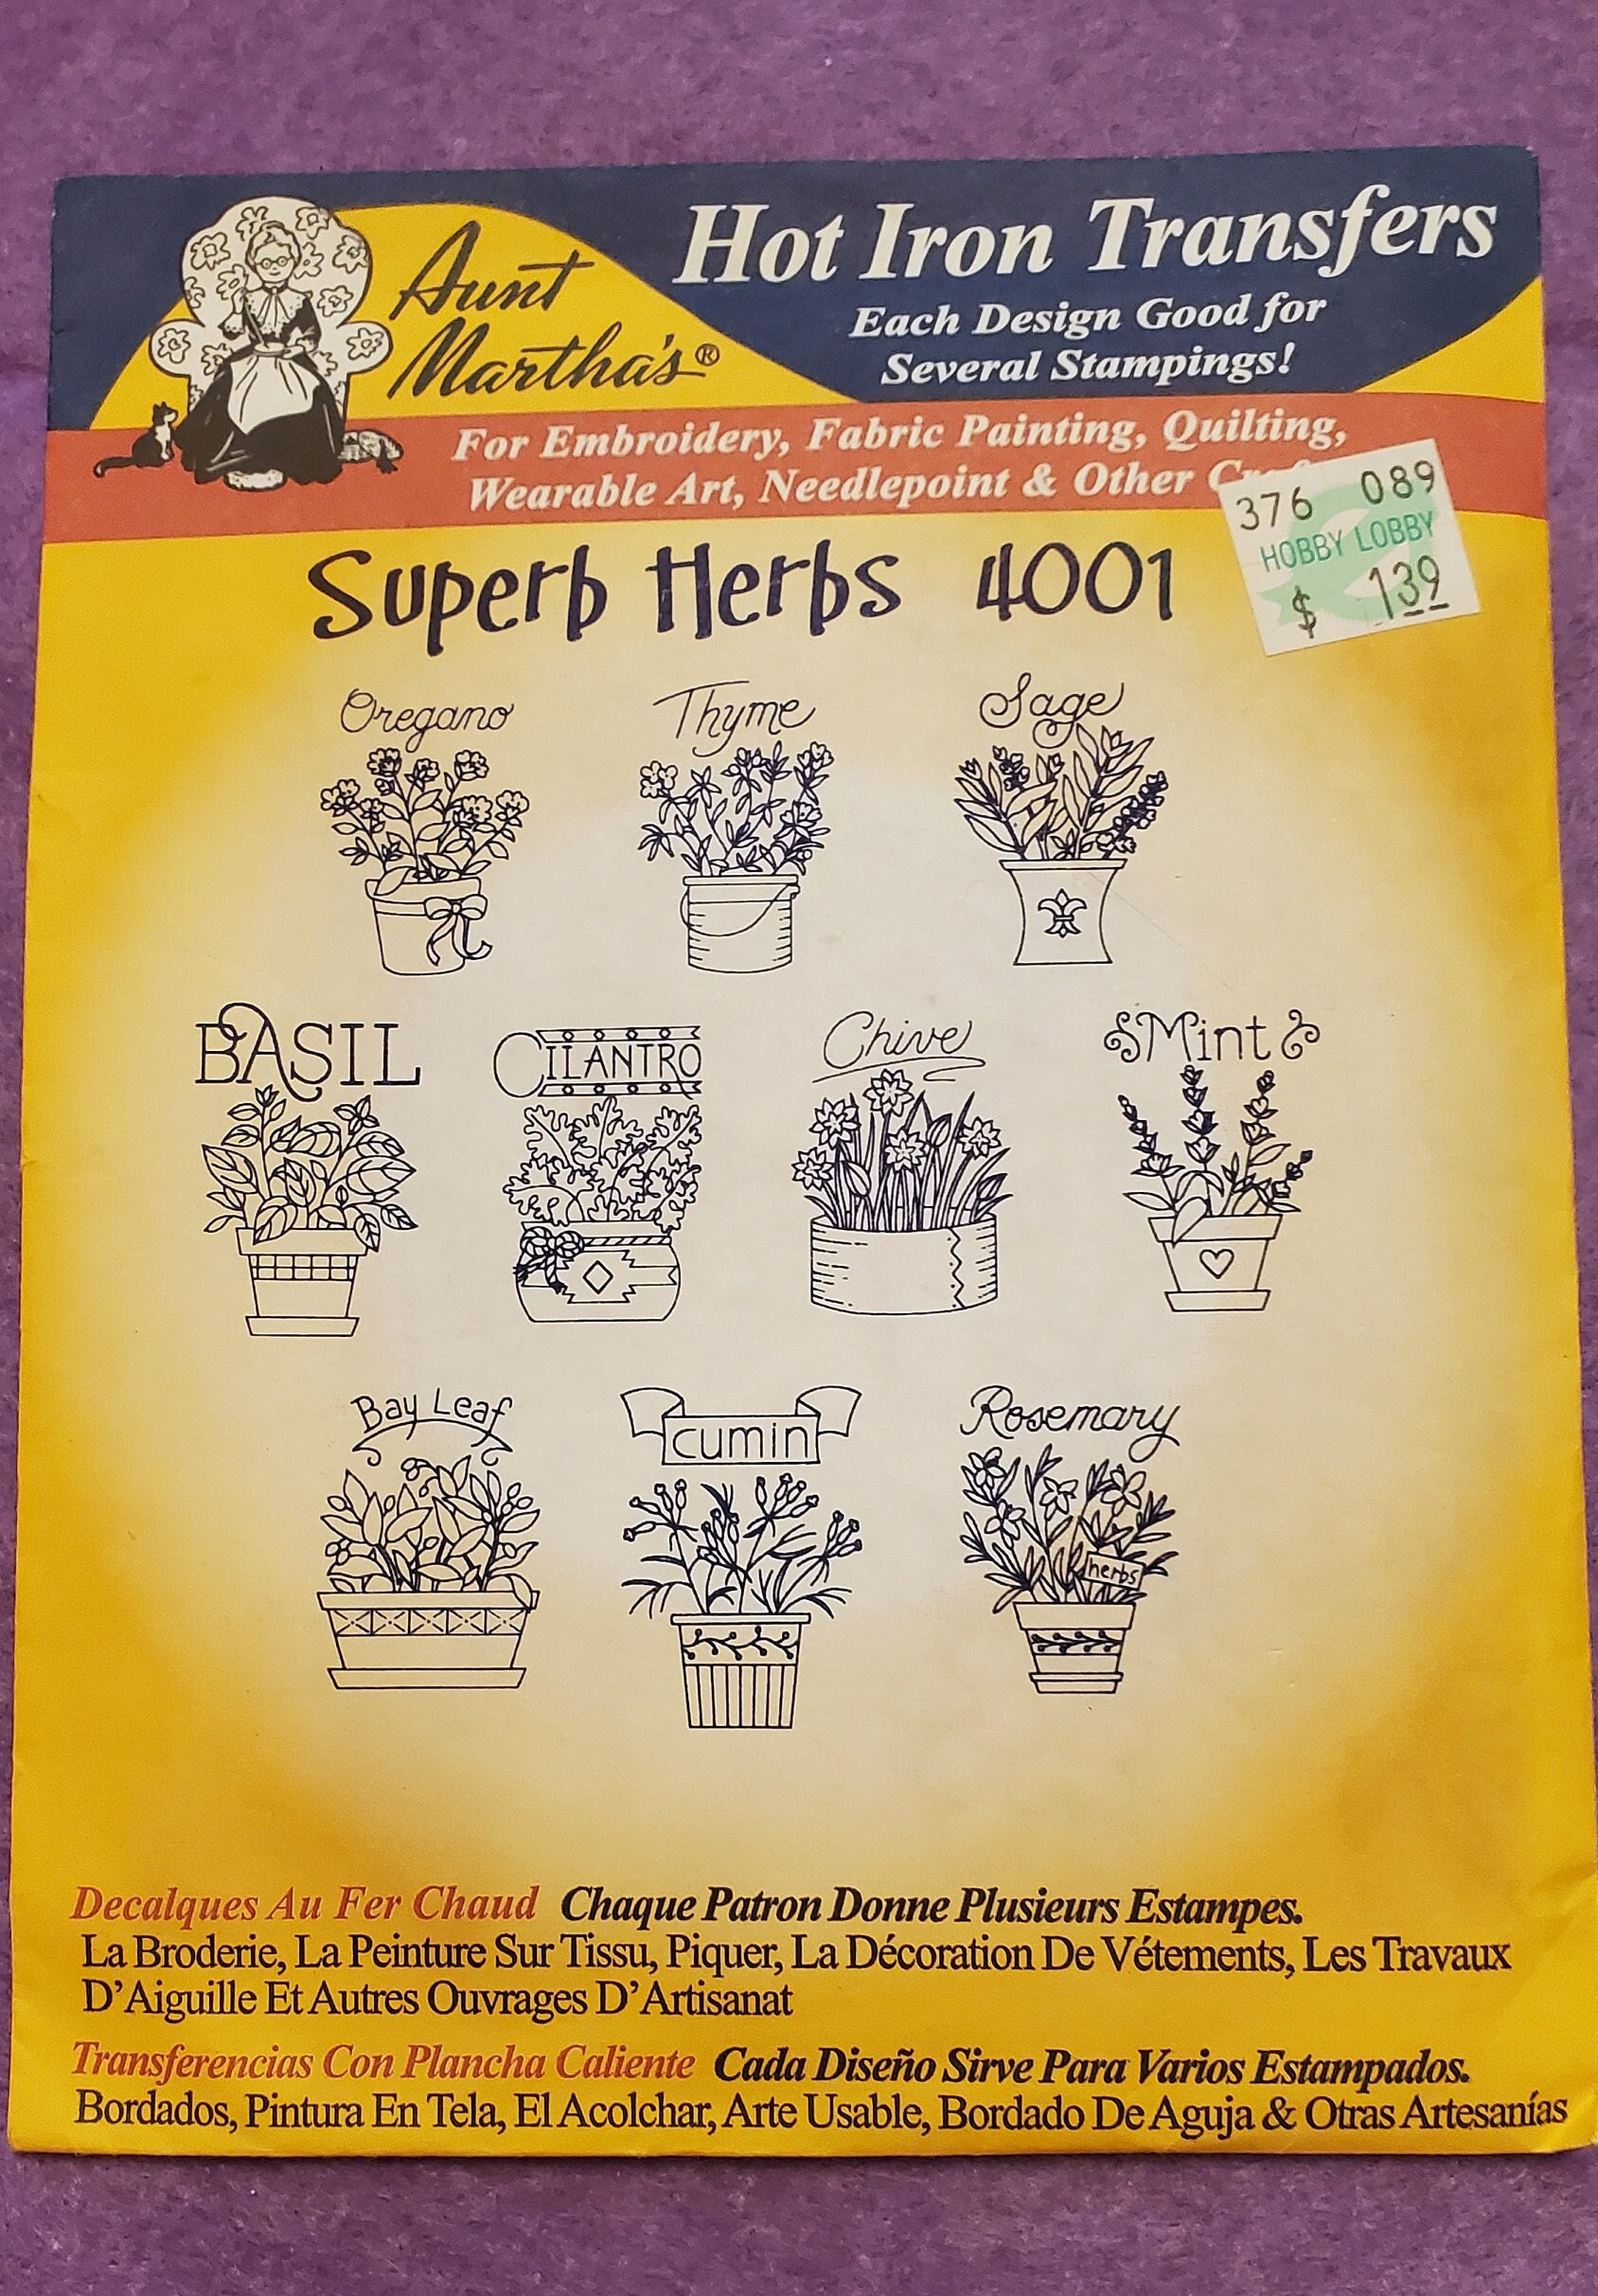 Aunt
Martha's®
Hot Iron Transfers
Each Design Good for
Several Stampings!
For Embroidery, Fabric Painting, Quilting,
Wearable Art, Needlepoint & Other
376 089
HOBBY LOBBY
$ 139
Superb Herbs 4001
Oregano Thyme Sage
BASIL CILANTRO Chive Mint
Bay Leaf cumin Rosemary
herbs
Decalques Au Fer Chaud Chaque Patron Donne Plusieurs Estampes.
La Broderie, La Peinture Sur Tissu, Piquer, La Décoration De Vétements, Les Travaux
D'Aiguille Et Autres Ouvrages D'Artisanat
Transferencias Con Plancha Caliente Cada Diseño Sirve Para Varios Estampados.
Bordados, Pintura En Tela, El Acolchar, Arte Usable, Bordado De Aguja & Otras Artesanías